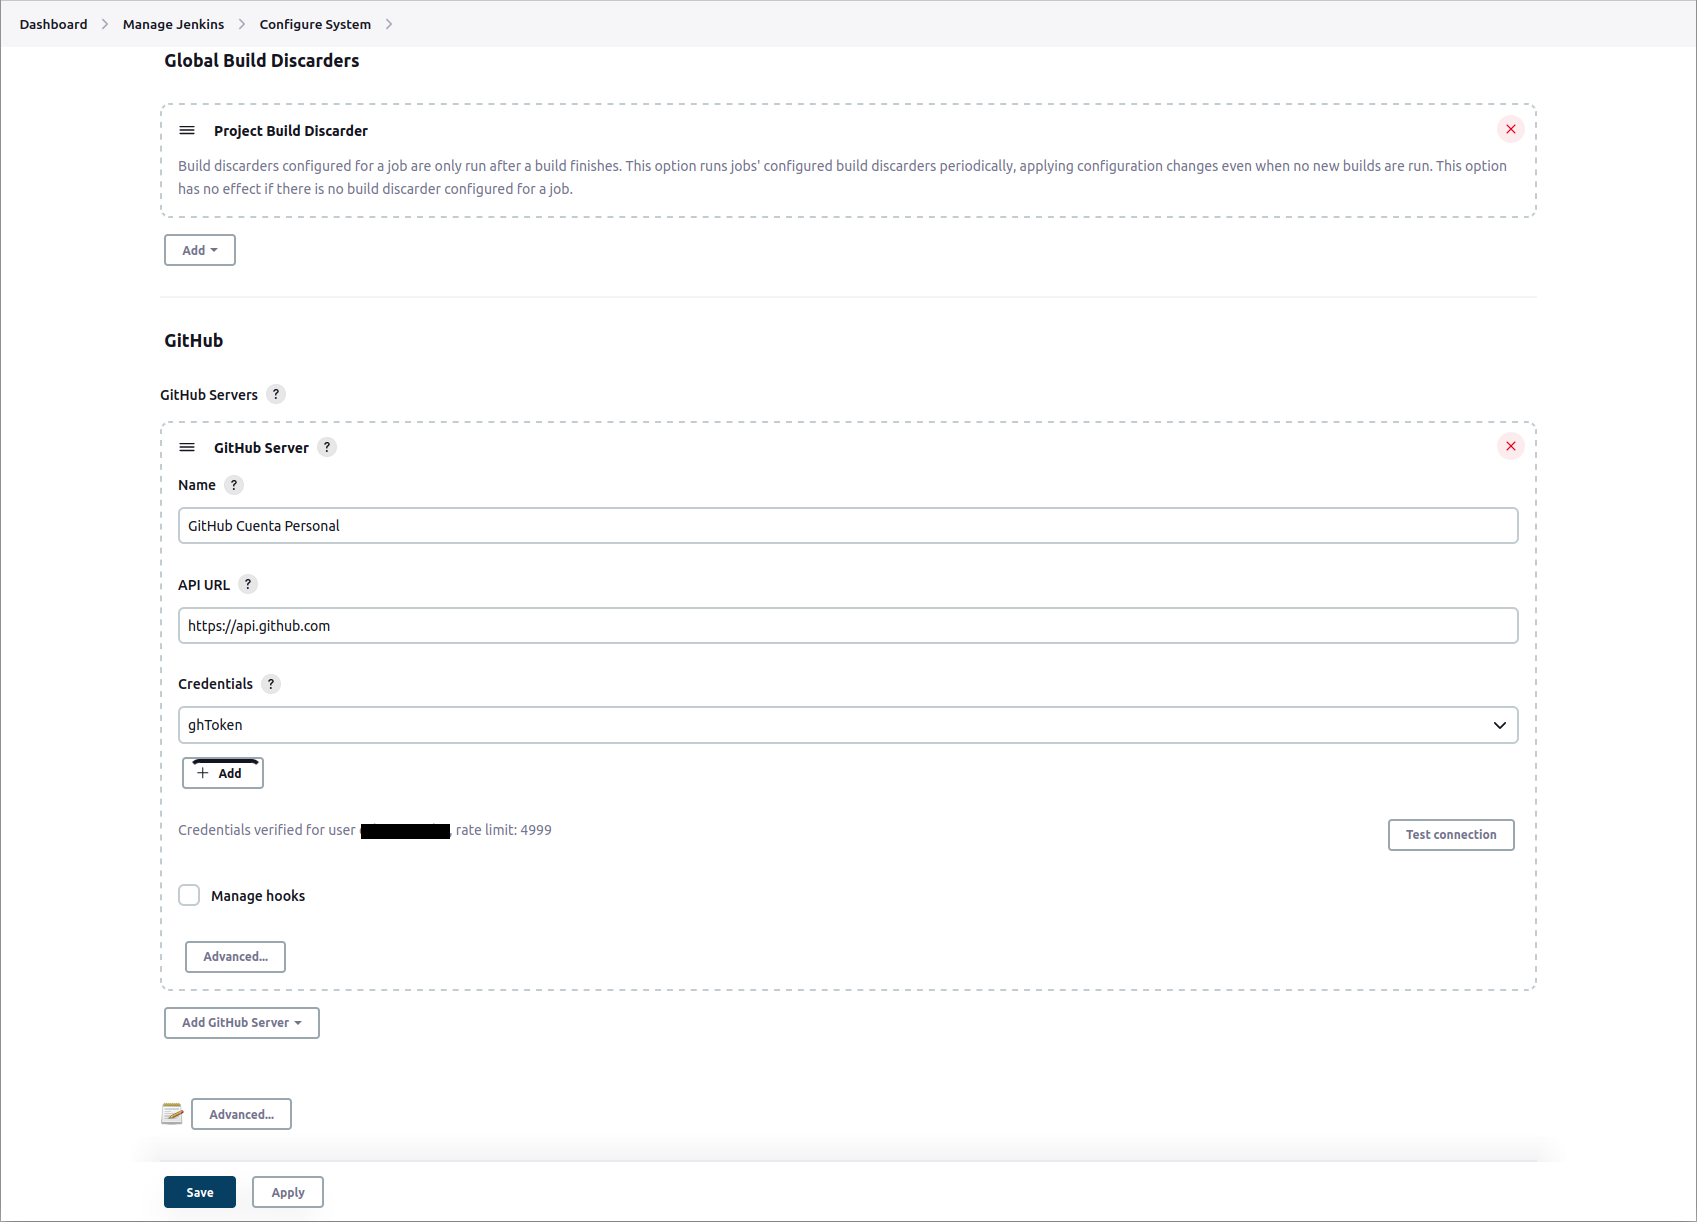 Dashboard > Manage Jenkins > Configure System >
Global Build Discarders
Project Build Discarder
Build discarders configured for a job are only run after a build finishes. This option runs jobs' configured build discarders periodically, applying configuration changes even when no new builds are run. This option
has no effect if there is no build discarder configured for a job.
Add
GitHub
GitHub Servers ?
GitHub Server ?
Name ?
GitHub Cuenta Personal
API URL ?
https://api.github.com
Credentials ?
ghToken
+ Add
Credentials verified for user , rate limit: 4999
Test connection
Manage hooks
Advanced...
Add GitHub Server
Advanced...
Save Apply